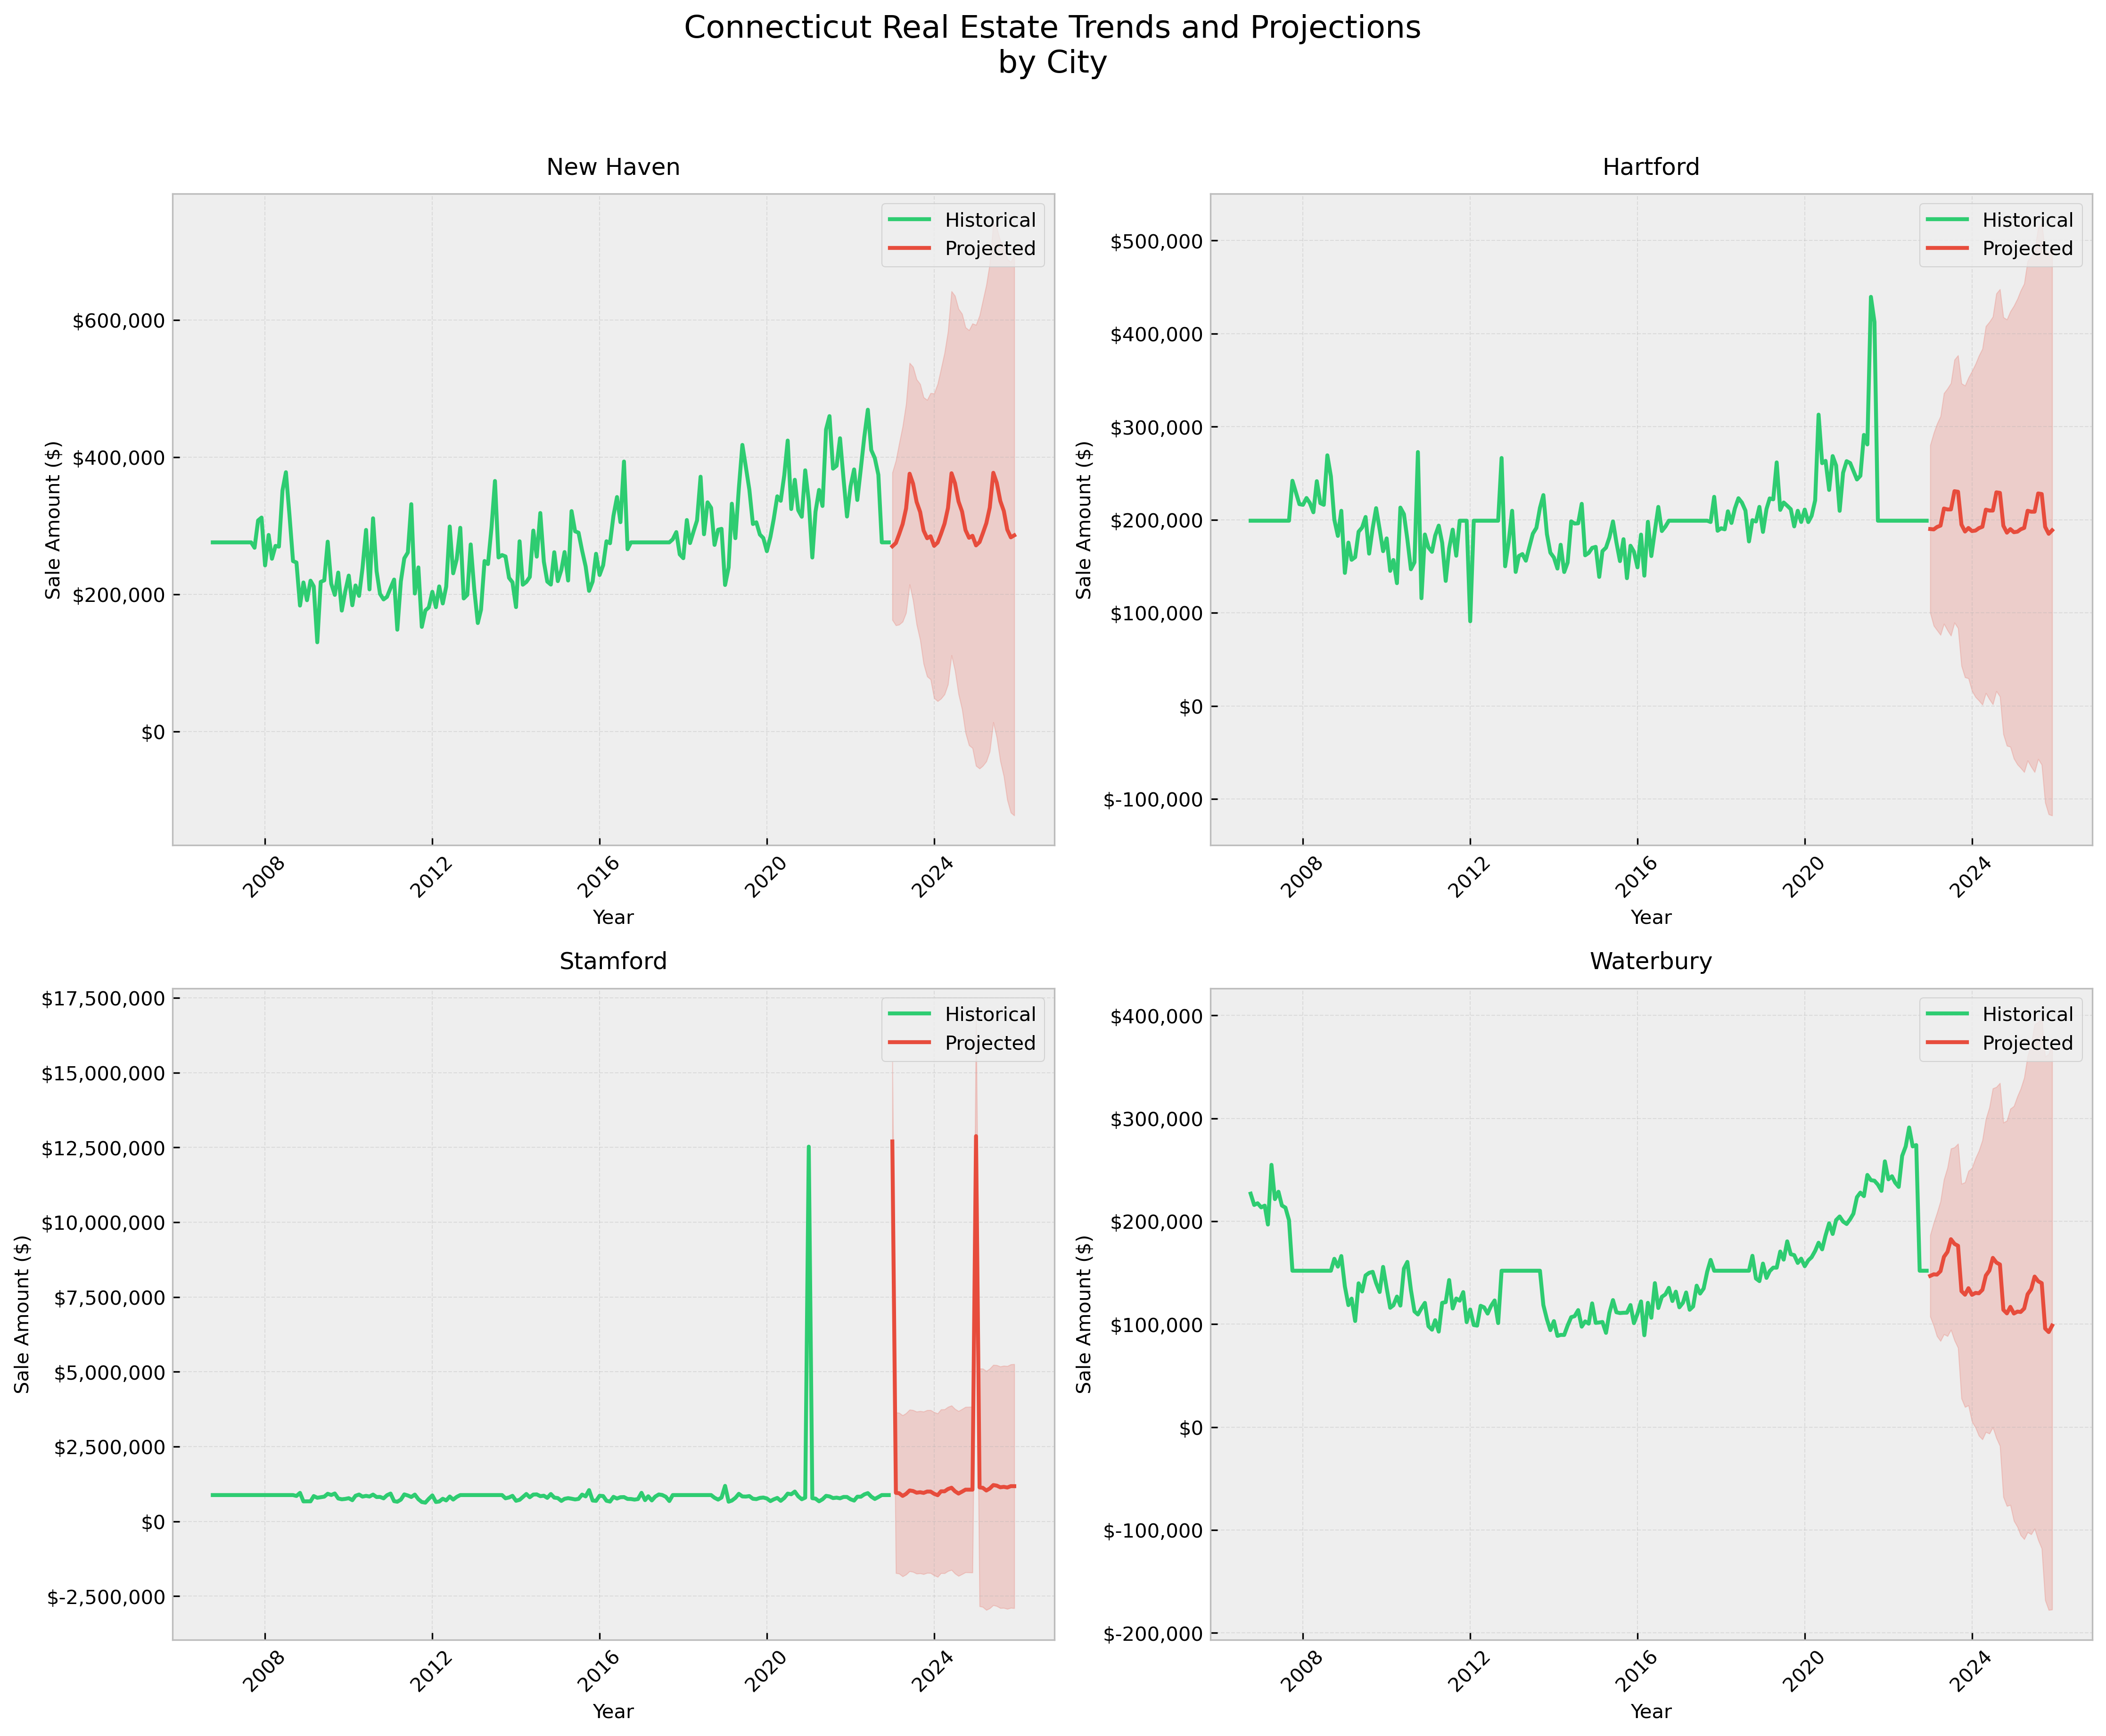 Connecticut Real Estate Trends and Projections
by City
New Haven
Historical
Projected
$600,000
$400,000
$200,000
$0
Sale Amount ($)
2008
2012
2016
2020
2024
Year
Hartford
Historical
Projected
$500,000
$400,000
$300,000
$200,000
$100,000
$0
$-100,000
Sale Amount ($)
2008
2012
2016
2020
2024
Year
Stamford
Historical
Projected
$17,500,000
$15,000,000
$12,500,000
$10,000,000
$7,500,000
$5,000,000
$2,500,000
$0
$-2,500,000
Sale Amount ($)
2008
2012
2016
2020
2024
Year
Waterbury
Historical
Projected
$400,000
$300,000
$200,000
$100,000
$0
$-100,000
$-200,000
Sale Amount ($)
2008
2012
2016
2020
2024
Year